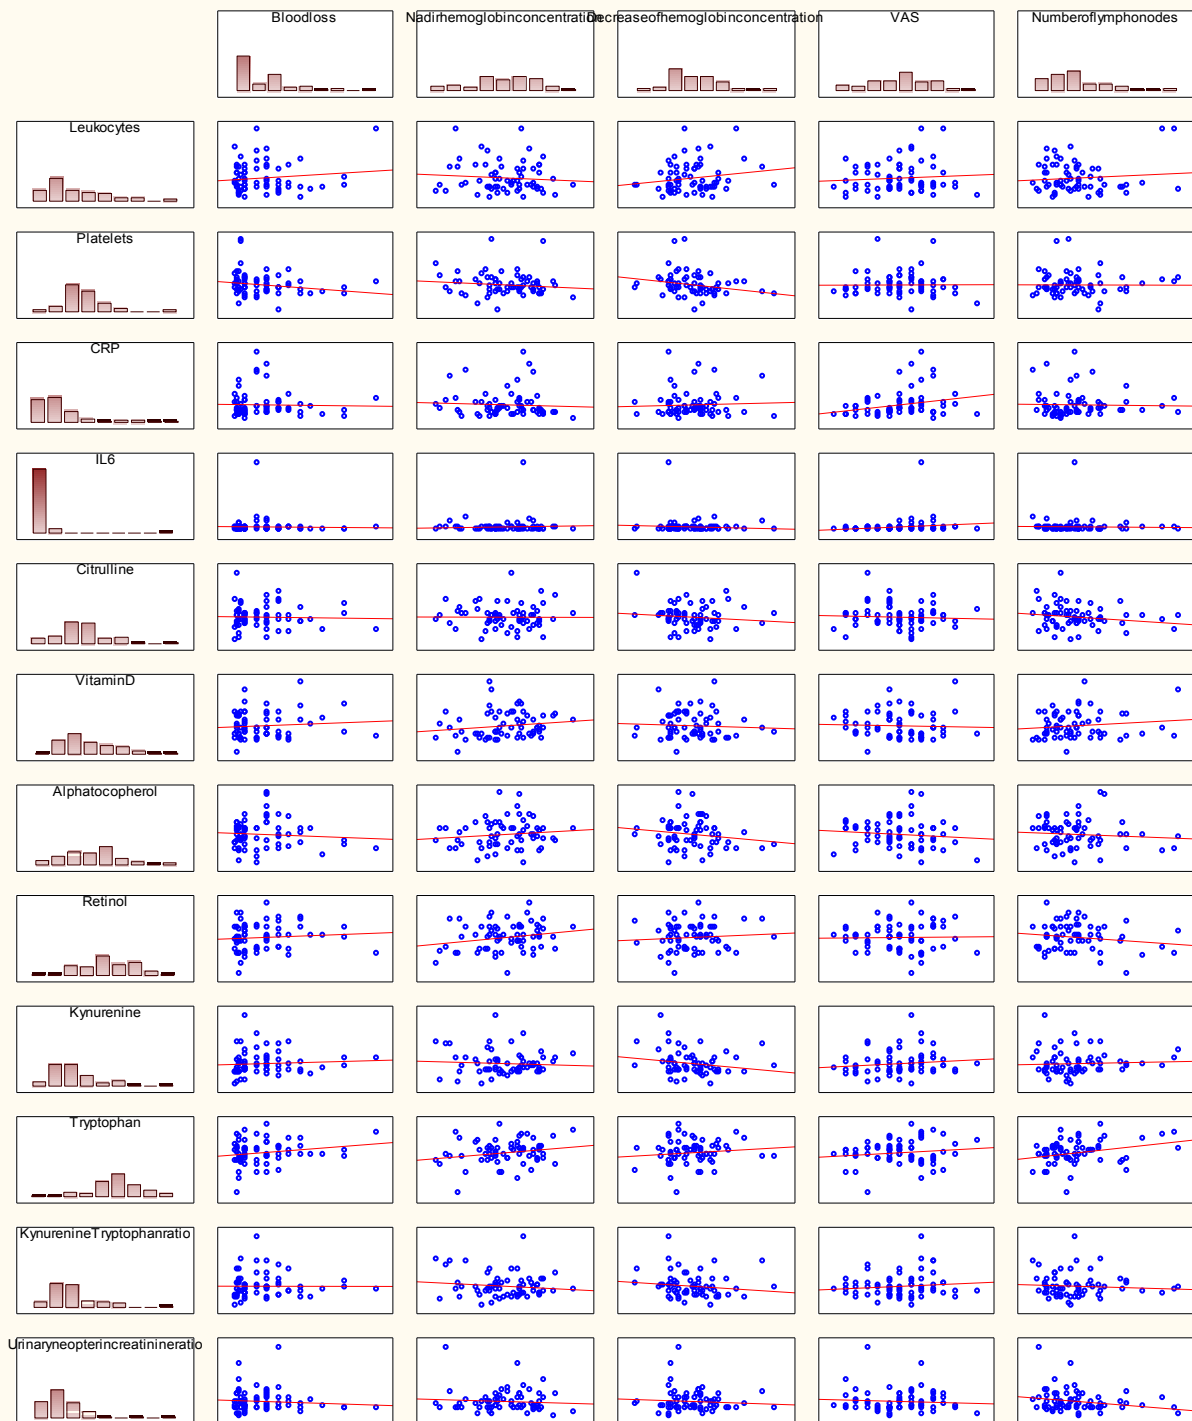 Bloodloss
Nadirhemoglobinconcentration
Decreaseofhemoglobinconcentration
VAS
Numberoflymphonodes
Leukocytes
Platelets
CRP
IL6
Citrulline
VitaminD
Alphatocopherol
Retinol
Kynurenine
Tryptophan
KynurenineTryptophanratio
Urinaryneopterincreatinineratio